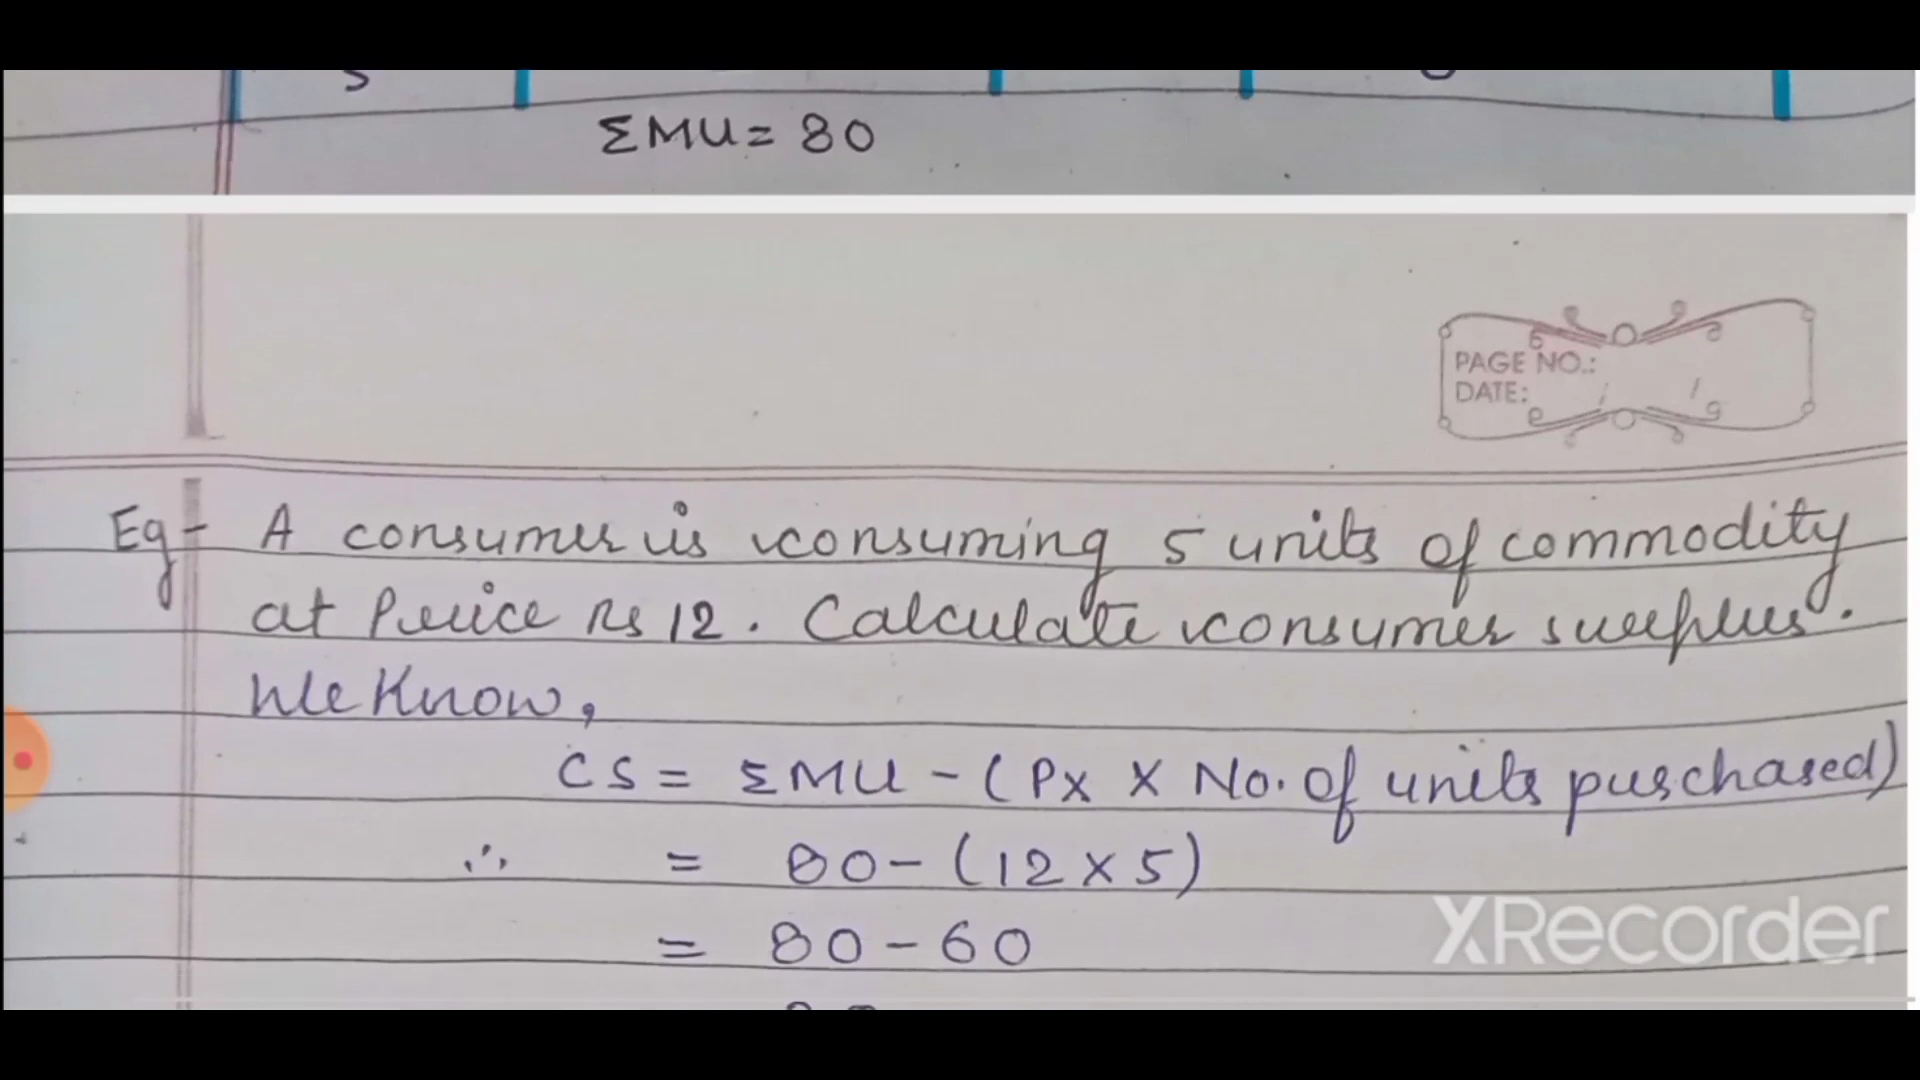 5
ΣMU = 80
PAGE NO.:
DATE: / /
Eg - A consumer is consuming 5 units of commodity
at Price Rs 12. Calculate consumer surplus.
We Know,
CS = ΣMU - (Px X No. of units purchased)
∴ = 80 - (12 X 5)
= 80 - 60
XRecorder